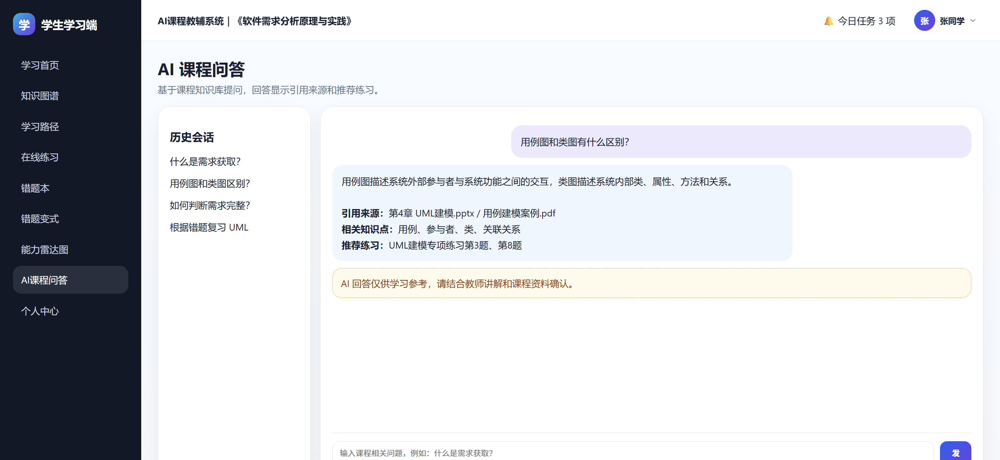 学 学生学习端
学习首页
知识图谱
学习路径
在线练习
错题本
错题变式
能力雷达图
AI课程问答
个人中心
AI课程教辅系统 | 《软件需求分析原理与实践》
今日任务 3 项
张 张同学
AI 课程问答
基于课程知识库提问，回答显示引用来源和推荐练习。
历史会话
什么是需求获取？
用例图和类图区别？
如何判断需求完整？
根据错题复习 UML
用例图和类图有什么区别？
用例图描述系统外部参与者与系统功能之间的交互，类图描述系统内部类、属性、方法和关系。
引用来源：第4章 UML建模.pptx / 用例建模案例.pdf
相关知识点：用例、参与者、类、关联关系
推荐练习：UML建模专项练习第3题、第8题
AI 回答仅供学习参考，请结合教师讲解和课程资料确认。
输入课程相关问题，例如：什么是需求获取？
发